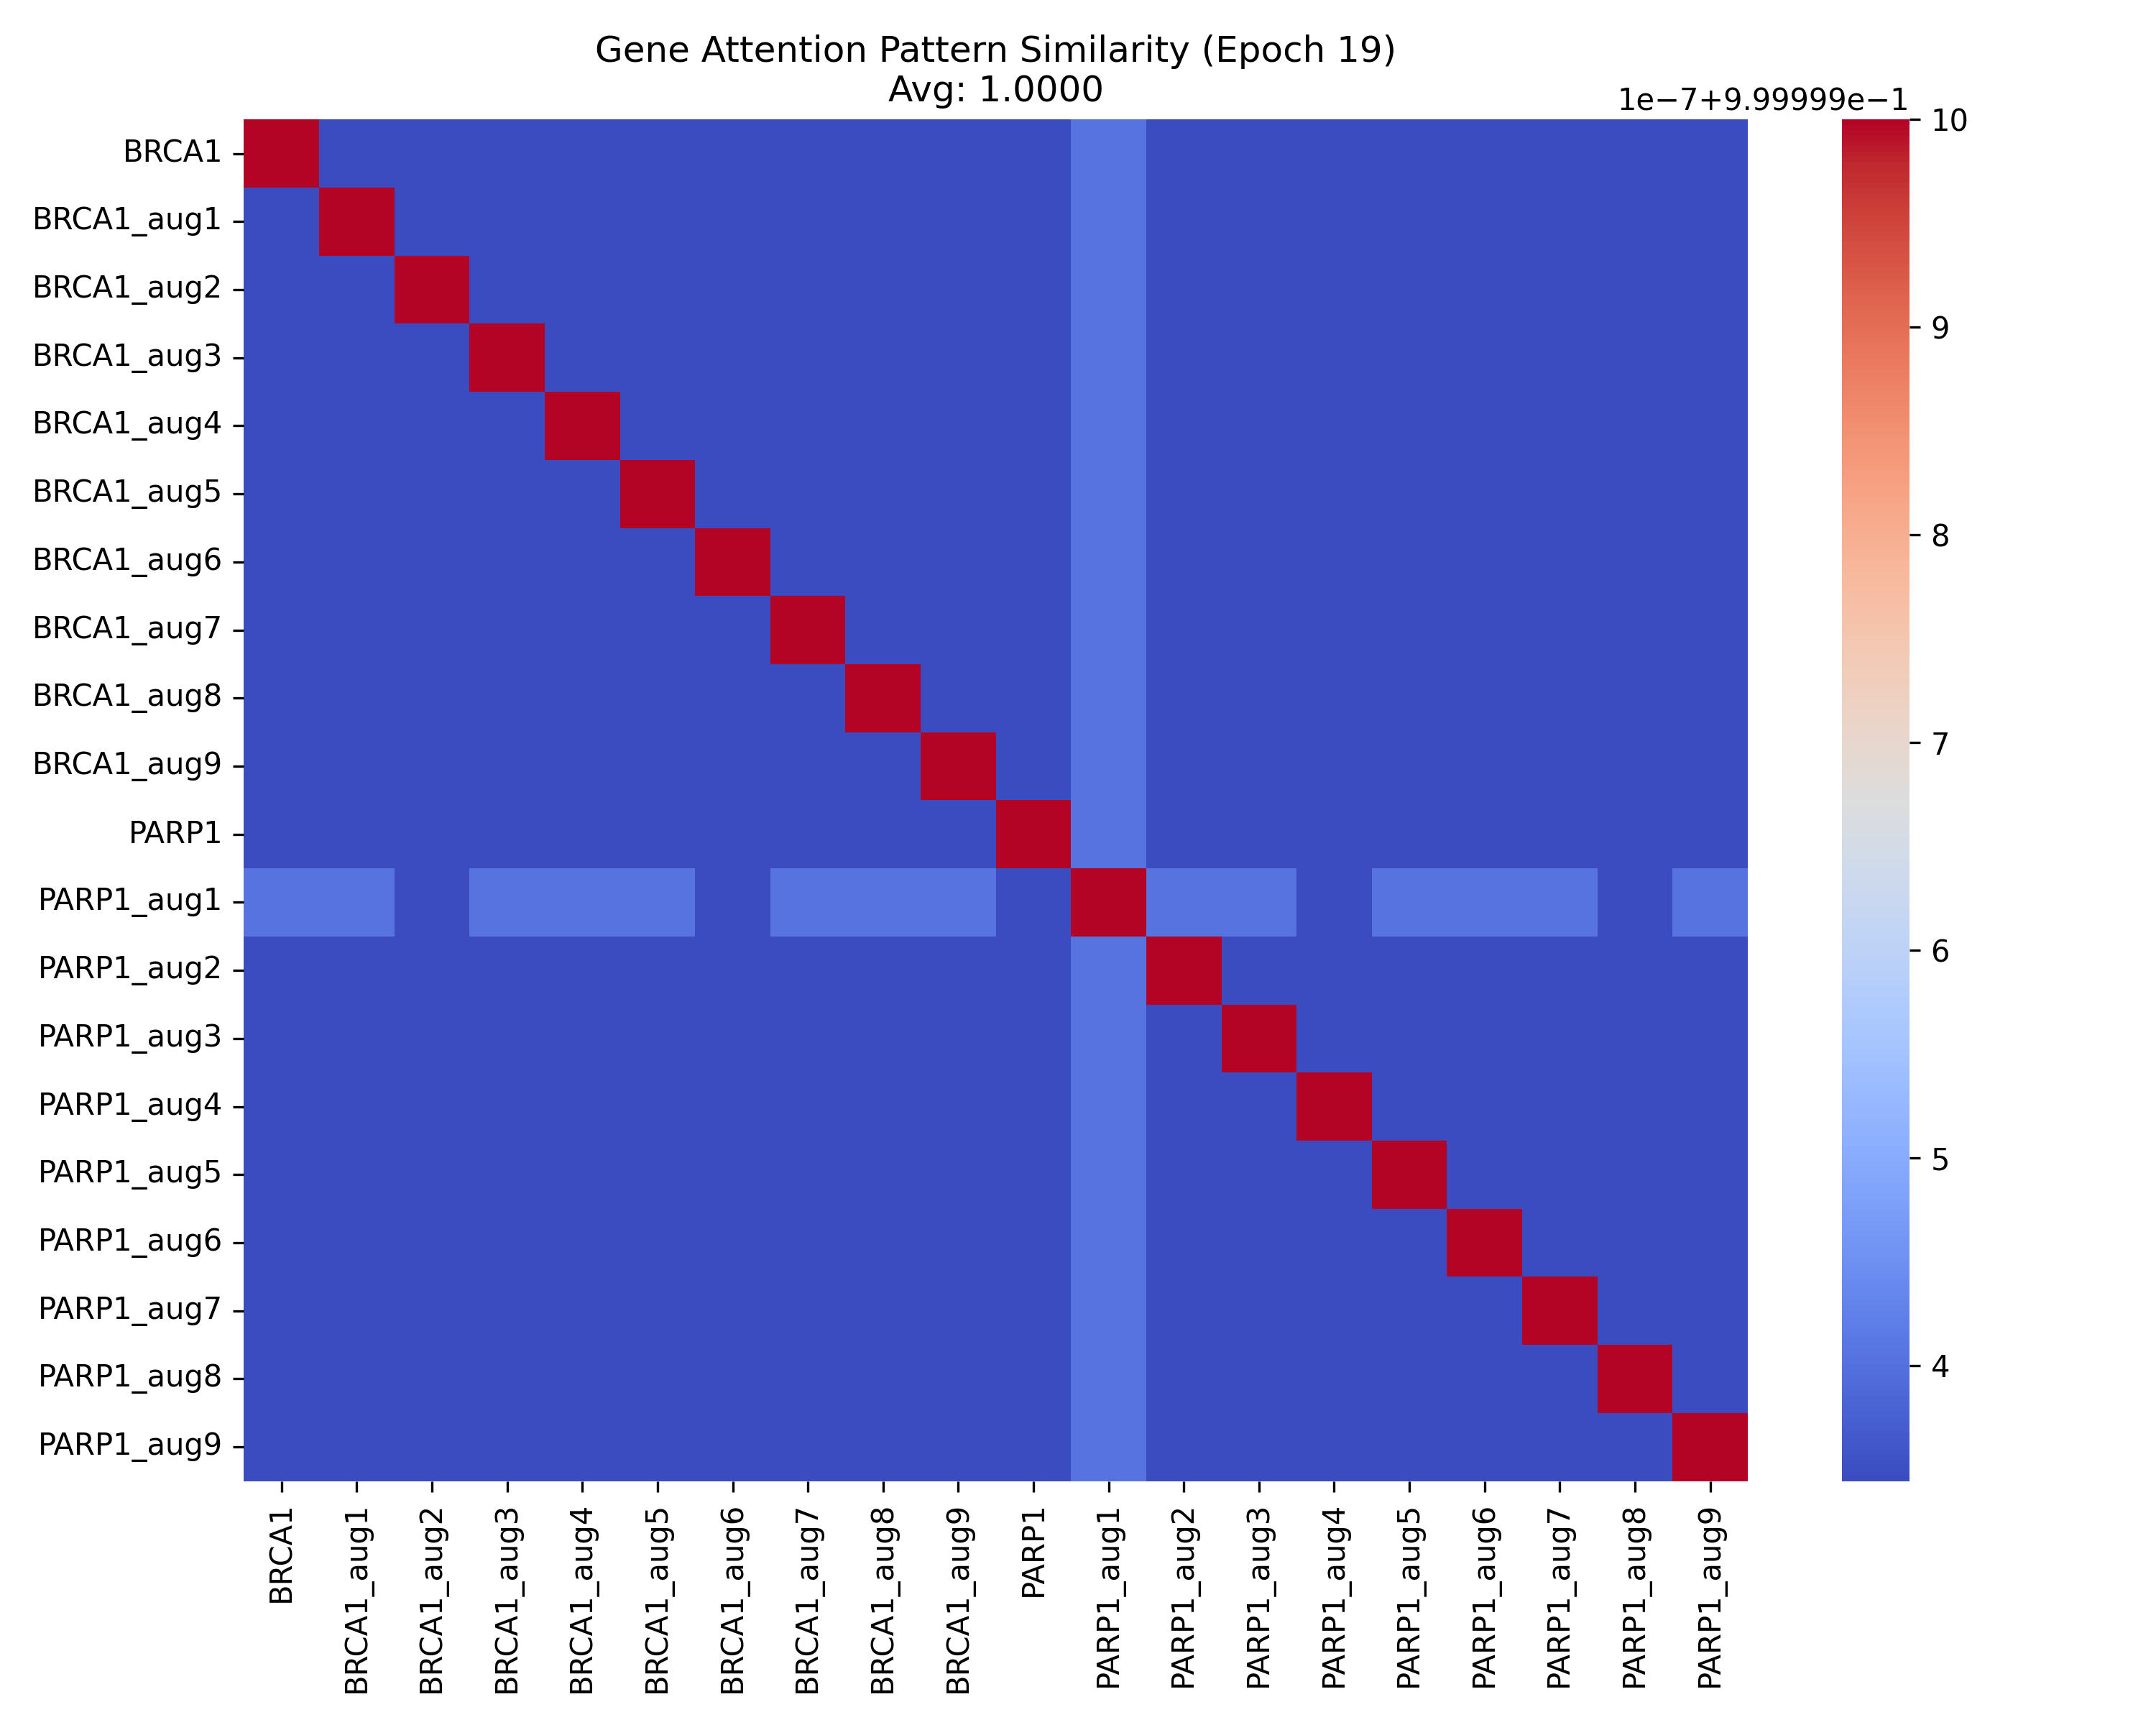 Gene Attention Pattern Similarity (Epoch 19)
Avg: 1.0000
1e−7+9.99999e−1
BRCA1
BRCA1_aug1
BRCA1_aug2
BRCA1_aug3
BRCA1_aug4
BRCA1_aug5
BRCA1_aug6
BRCA1_aug7
BRCA1_aug8
BRCA1_aug9
PARP1
PARP1_aug1
PARP1_aug2
PARP1_aug3
PARP1_aug4
PARP1_aug5
PARP1_aug6
PARP1_aug7
PARP1_aug8
PARP1_aug9
BRCA1
BRCA1_aug1
BRCA1_aug2
BRCA1_aug3
BRCA1_aug4
BRCA1_aug5
BRCA1_aug6
BRCA1_aug7
BRCA1_aug8
BRCA1_aug9
PARP1
PARP1_aug1
PARP1_aug2
PARP1_aug3
PARP1_aug4
PARP1_aug5
PARP1_aug6
PARP1_aug7
PARP1_aug8
PARP1_aug9
10
9
8
7
6
5
4